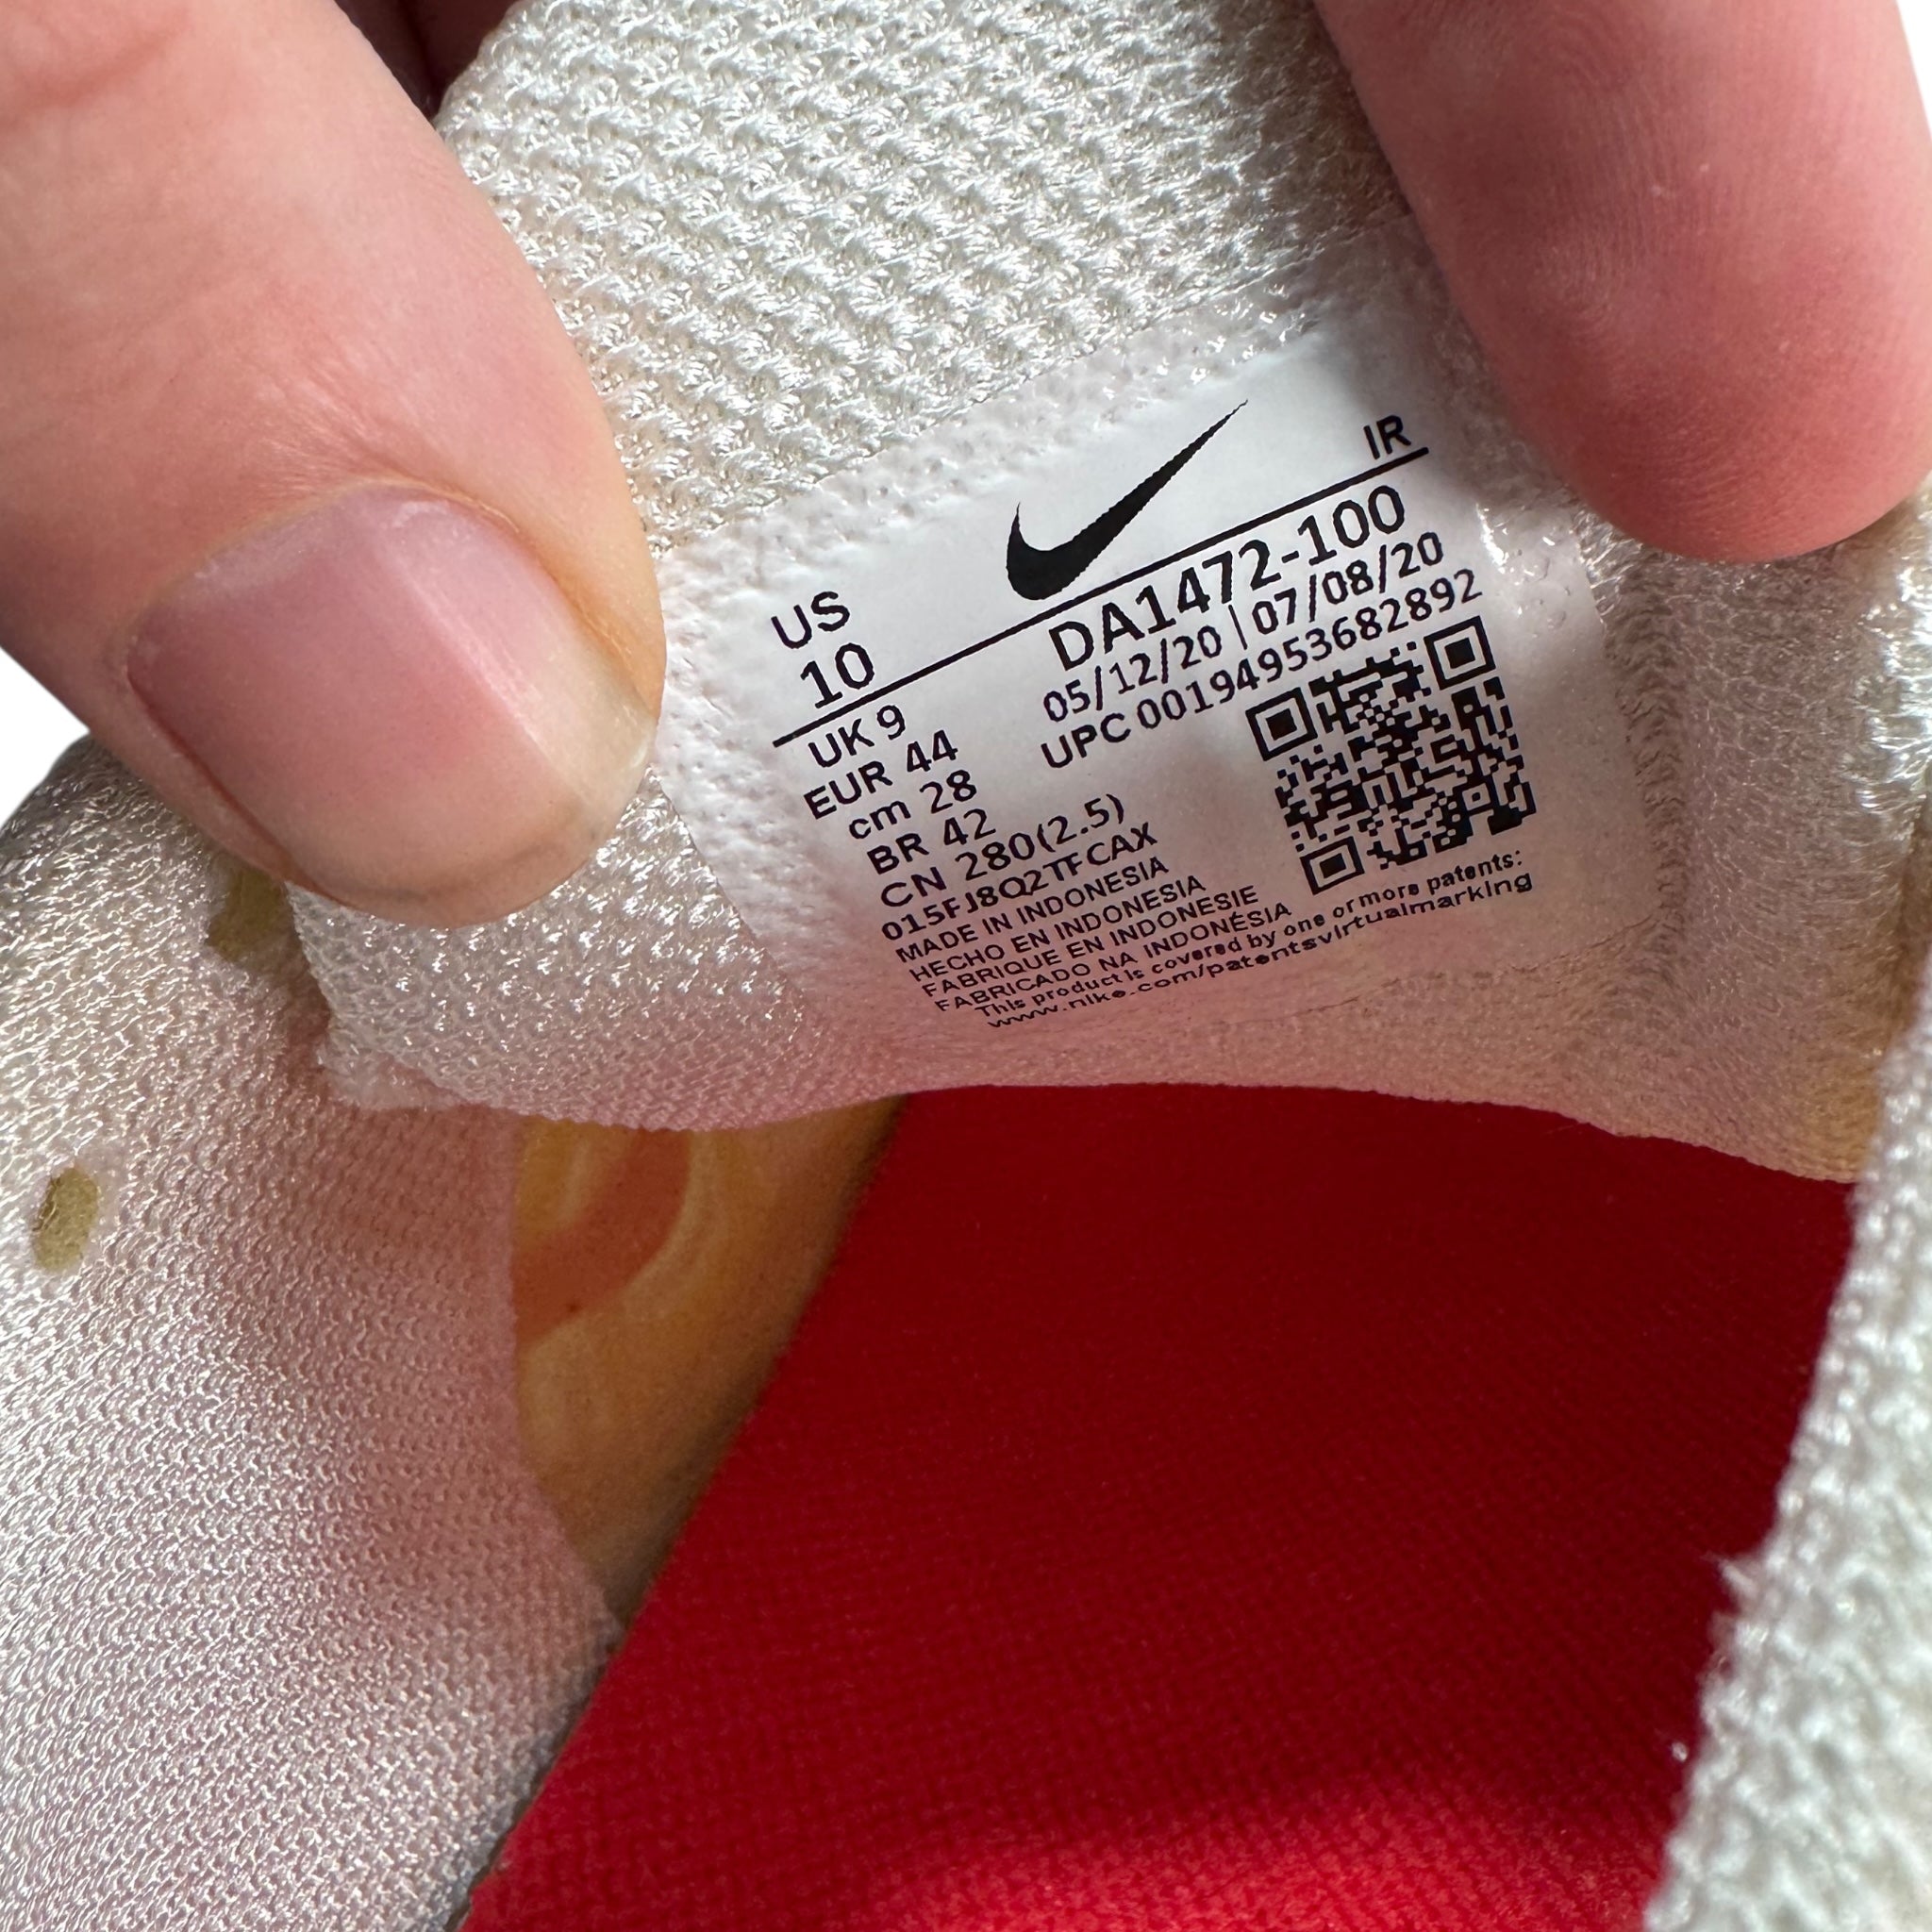 IR
US
10
DA1472-100
05/12/20 | 07/08/20
UPC 00194953682892
UK 9
EUR 44
cm 28
BR 42
CN 280(2.5)
015FJ8Q2TFCAX
MADE IN INDONESIA
HECHO EN INDONESIA
FABRIQUE EN INDONESIE
FABRICADO NA INDONÉSIA
This product is covered by one or more patents:
www.nike.com/patentsvirtualmarking